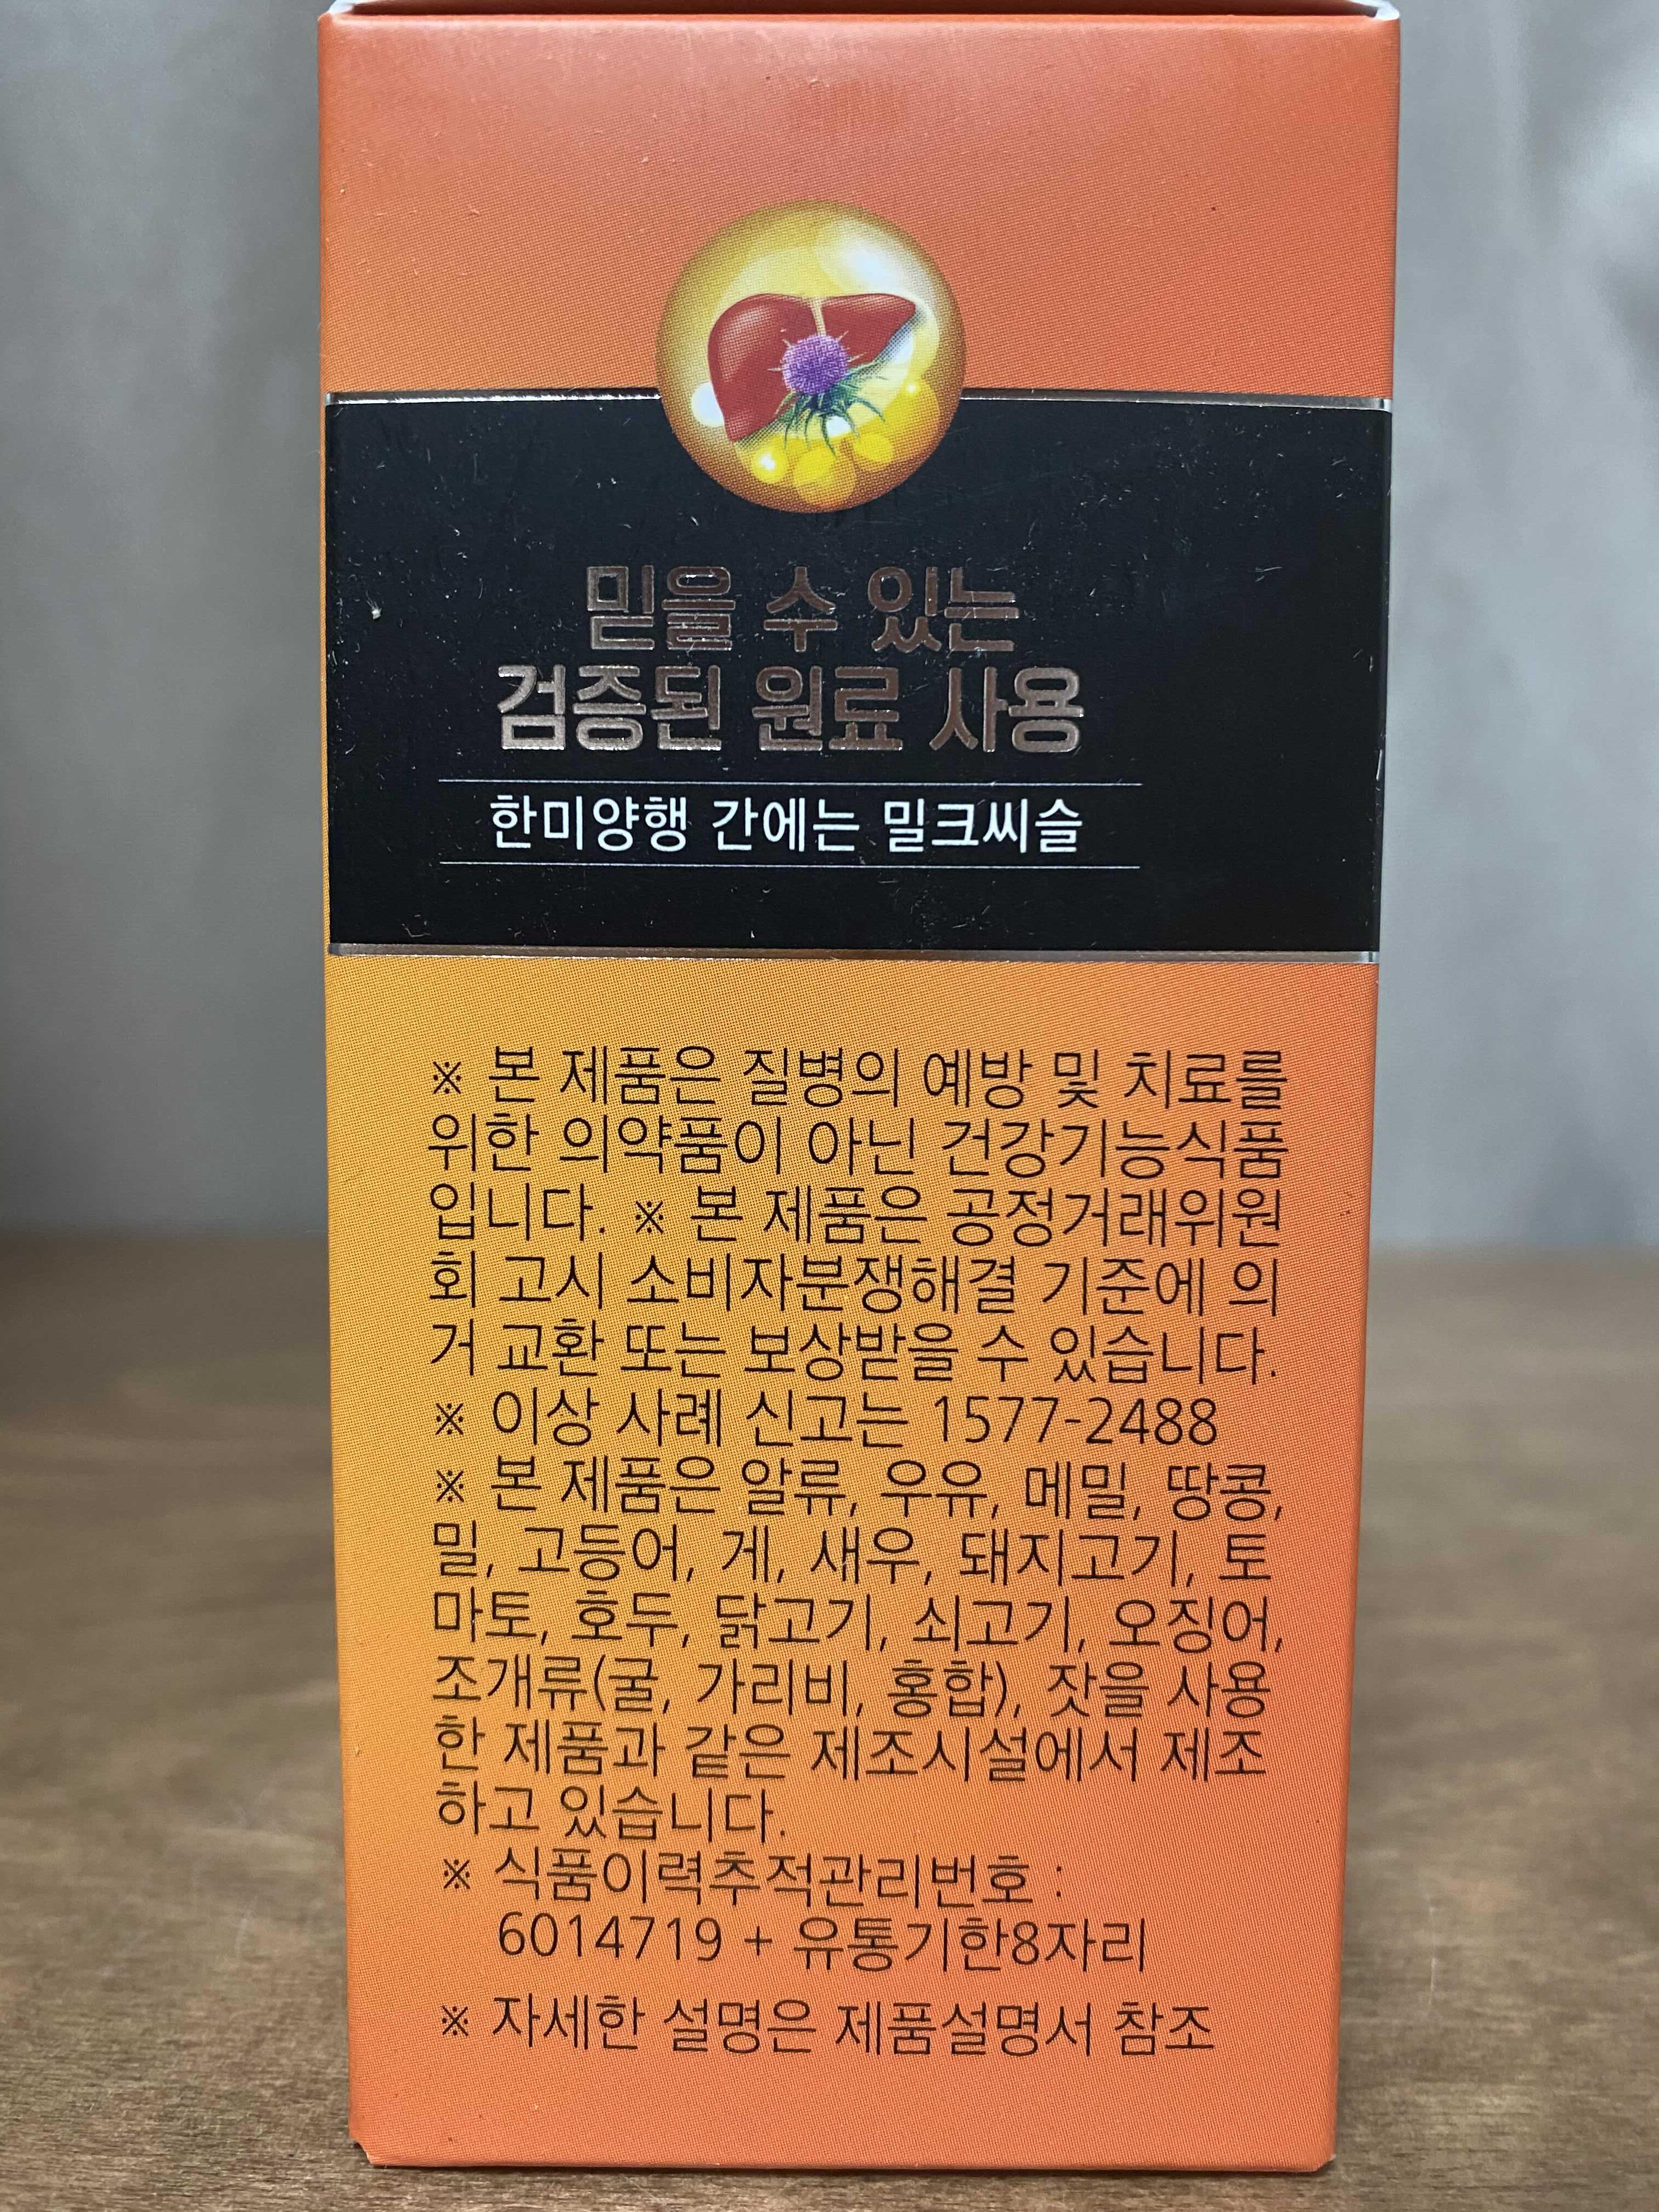 믿을 수 있는
검증된 원료 사용
한미양행 간에는 밀크씨슬
※ 본 제품은 질병의 예방 및 치료를
위한 의약품이 아닌 건강기능식품
입니다. ※ 본 제품은 공정거래위원
회 고시 소비자분쟁해결 기준에 의
거 교환 또는 보상받을 수 있습니다.
※ 이상 사례 신고는 1577-2488
※ 본 제품은 알류, 우유, 메밀, 땅콩,
밀, 고등어, 게, 새우, 돼지고기, 토
마토, 호두, 닭고기, 쇠고기, 오징어,
조개류(굴, 가리비, 홍합), 잣을 사용
한 제품과 같은 제조시설에서 제조
하고 있습니다.
※ 식품이력추적관리번호 :
6014719 + 유통기한8자리
※ 자세한 설명은 제품설명서 참조